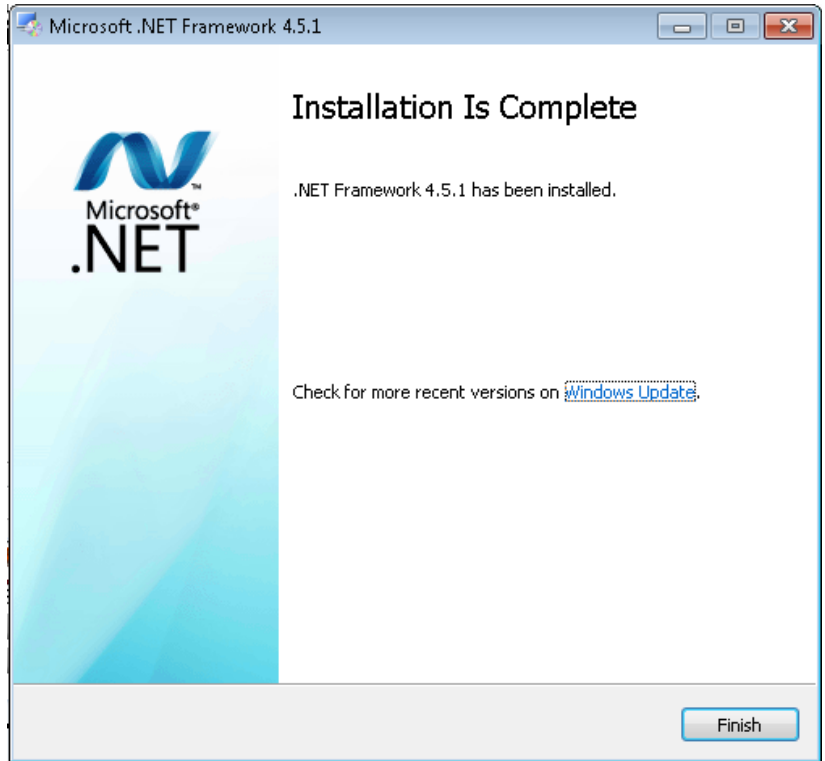 Microsoft .NET Framework 4.5.1
Installation Is Complete
Microsoft®
.NET
™
.NET Framework 4.5.1 has been installed.
Check for more recent versions on Windows Update.
Finish